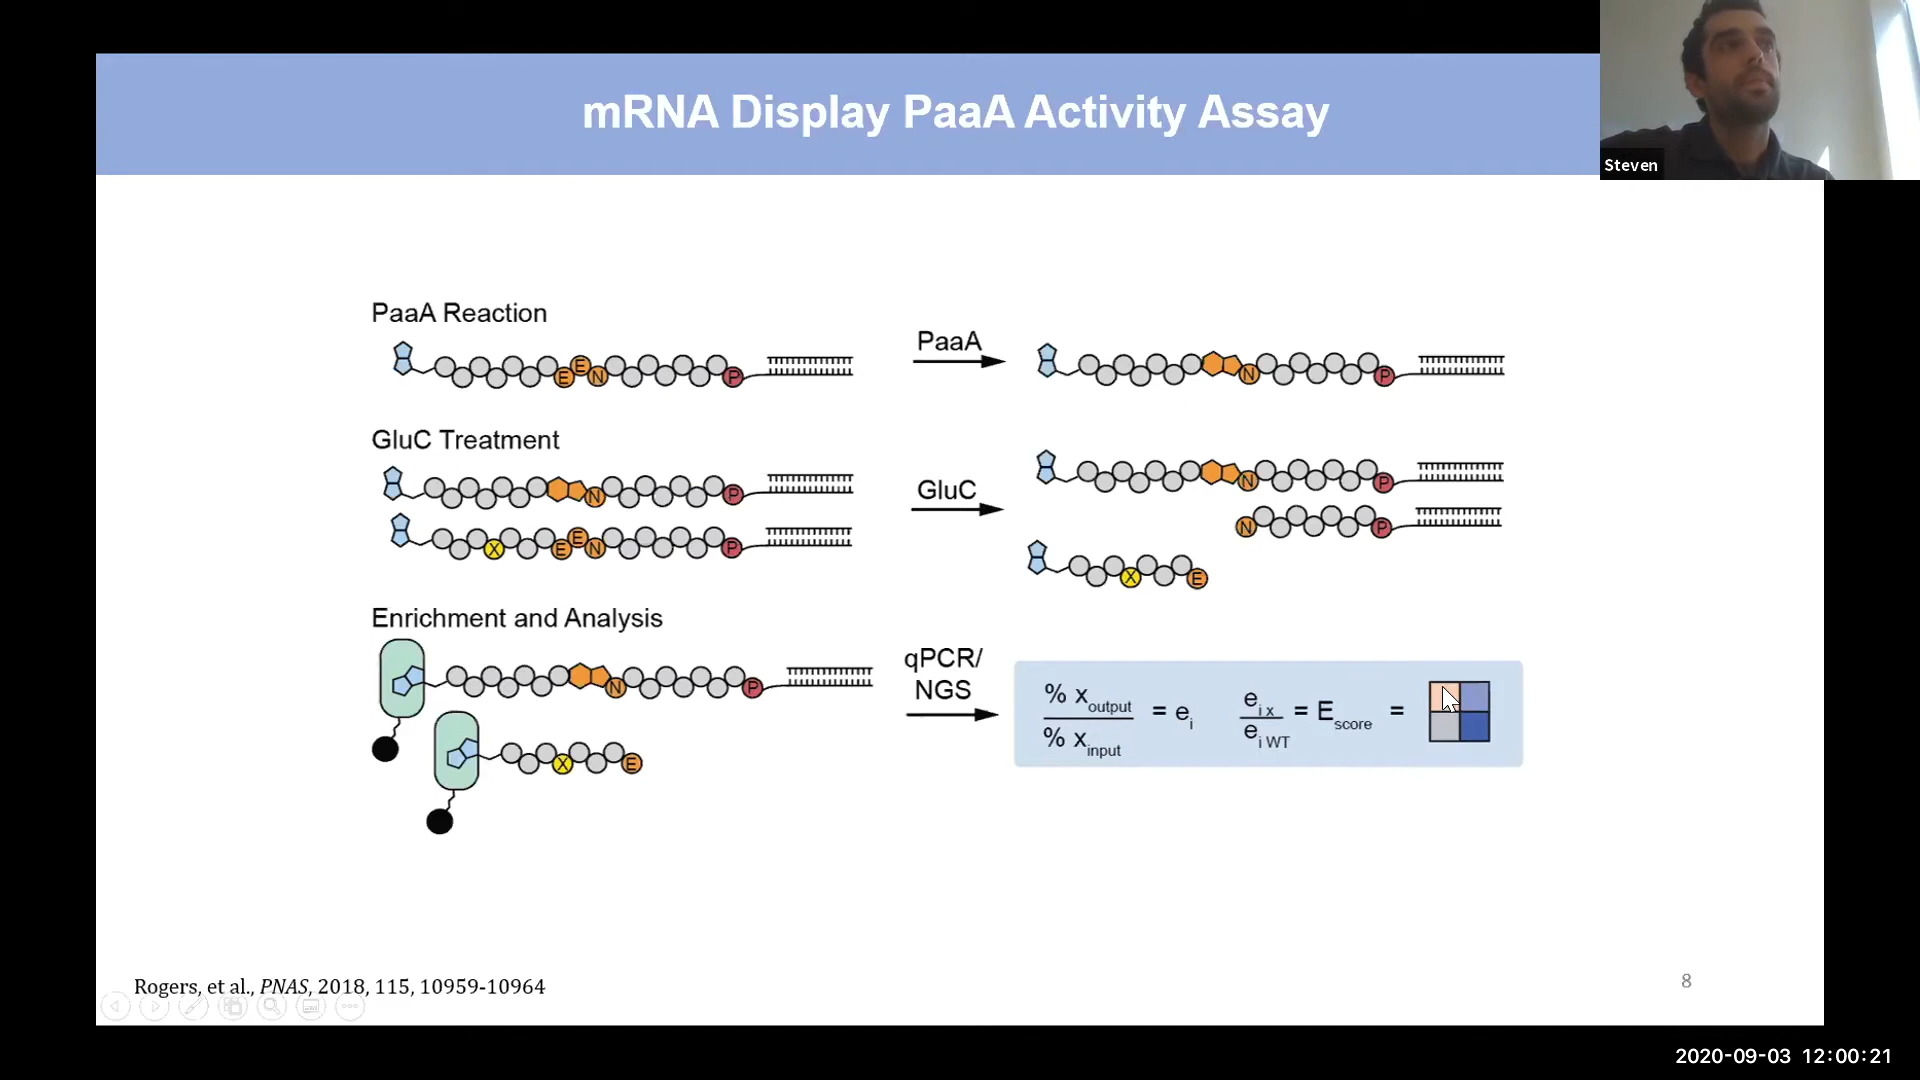 mRNA Display PaaA Activity Assay
Steven
PaaA Reaction
E E N P
PaaA
N P
GluC Treatment
N P
X E E N P
GluC
N P
N P
X E
Enrichment and Analysis
N P
X E
qPCR/
NGS
% x output
% x input
= e i
e i x
e i WT
= E score =
Rogers, et al., PNAS, 2018, 115, 10959-10964
8
2020-09-03 12:00:21